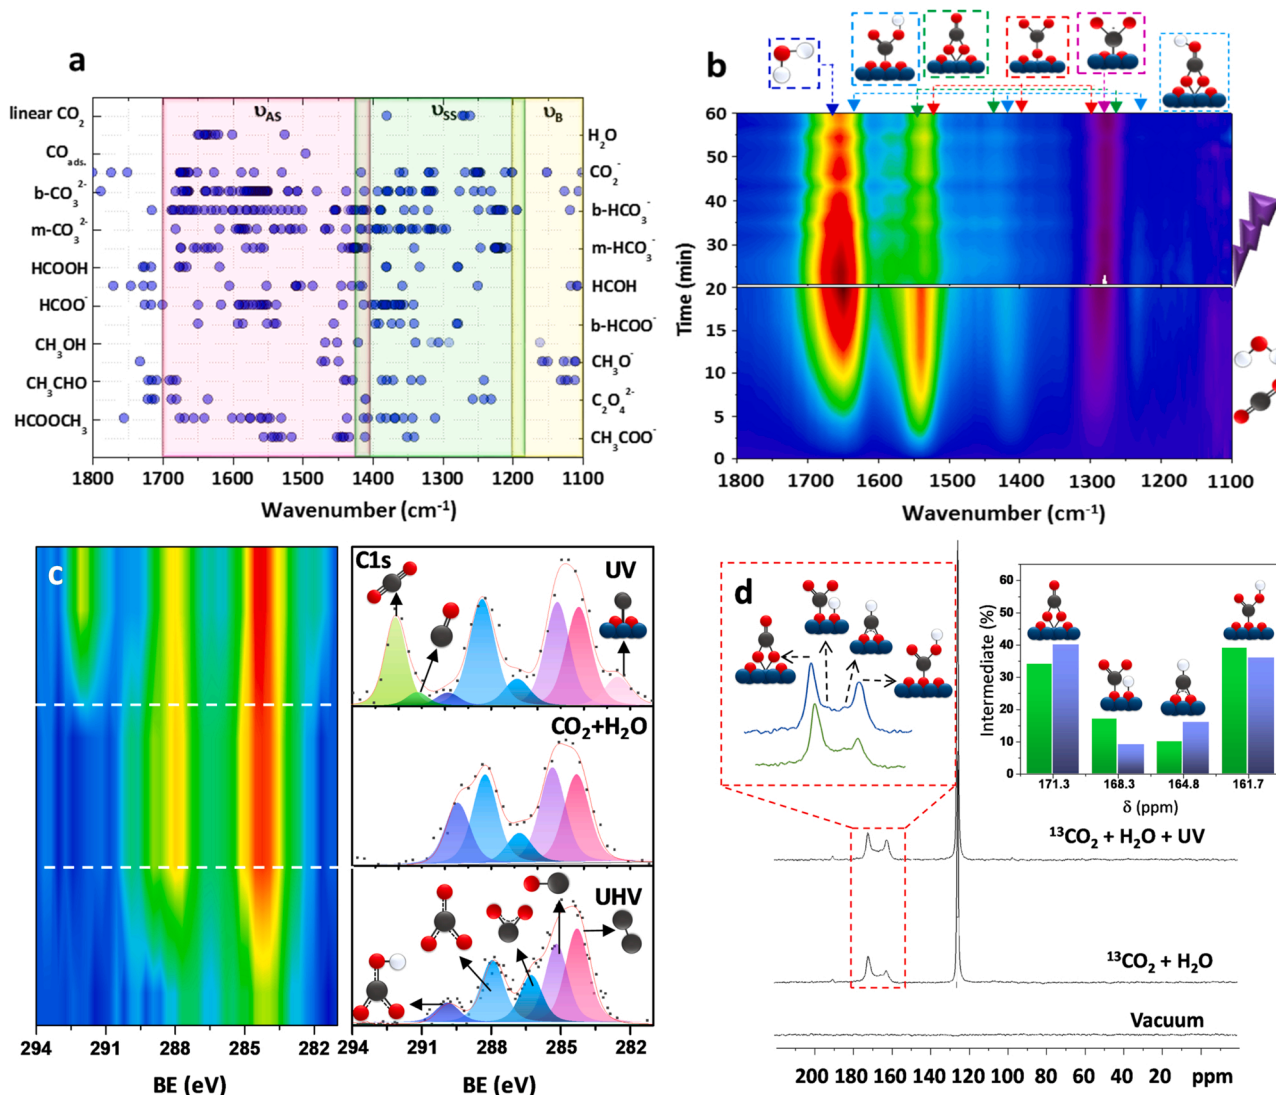 a
linear CO2
COads.
b-CO3^2-
m-CO3^2-
HCOOH
HCOO^-
CH3OH
CH3CHO
HCOOCH3
υAS
υSS
υB
H2O
CO2^-
b-HCO3^-
m-HCO3^-
HCOH
b-HCOO^-
CH3O^-
C2O4^2-
CH3COO^-
1800 1700 1600 1500 1400 1300 1200 1100
Wavenumber (cm^-1)
b
Time (min)
60
50
40
30
20
15
10
5
0
1800 1700 1600 1500 1400 1300 1200 1100
Wavenumber (cm^-1)
c
294 291 288 285 282
BE (eV)
C1s
UV
CO2+H2O
UHV
294 291 288 285 282
BE (eV)
d
Intermediate (%)
60
50
40
30
20
10
0
171.3 168.3 164.8 161.7
δ (ppm)
^13CO2 + H2O + UV
^13CO2 + H2O
Vacuum
200 180 160 140 120 100 80 60 40 20 ppm